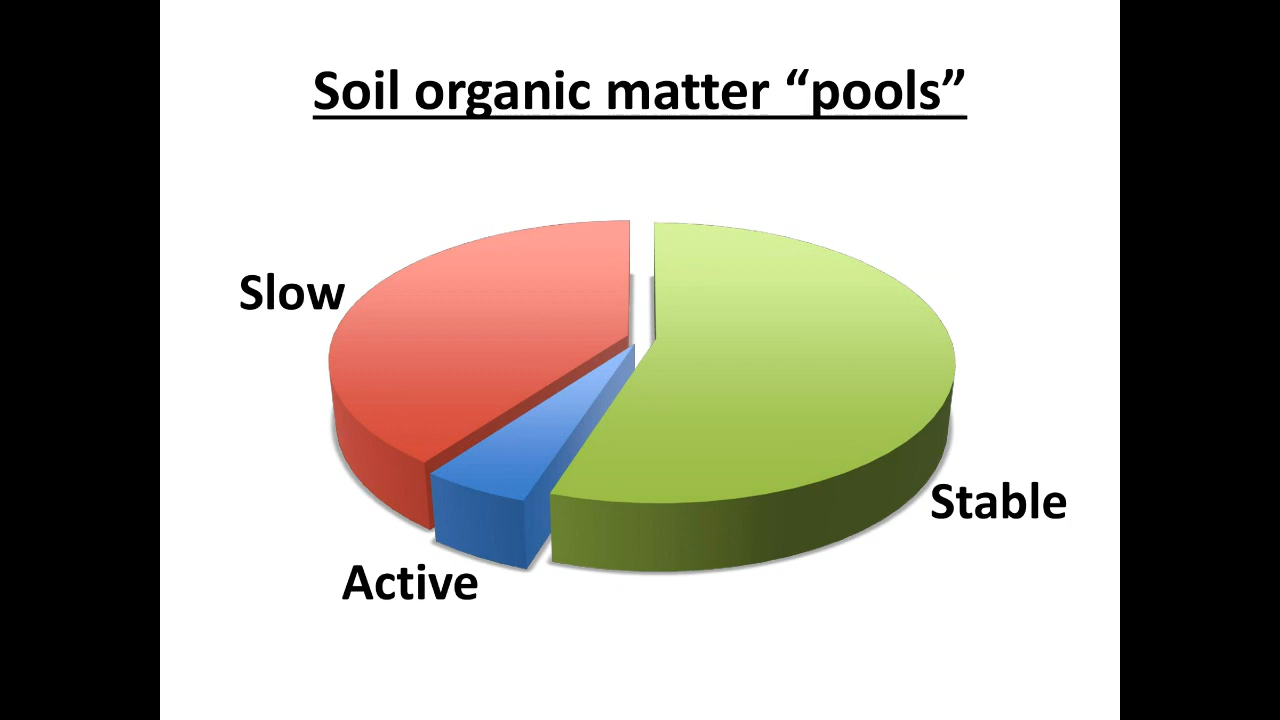 Soil organic matter “pools”
Slow
Stable
Active